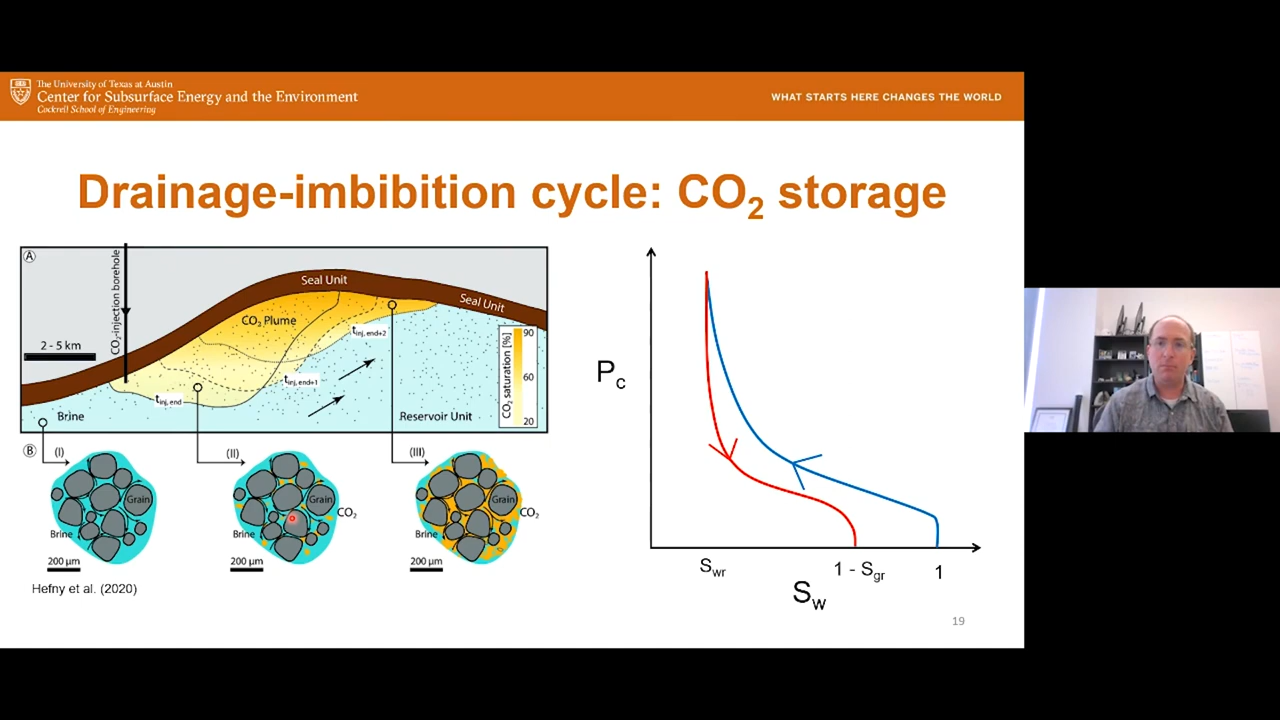 The University of Texas at Austin
Center for Subsurface Energy and the Environment
Cockrell School of Engineering
WHAT STARTS HERE CHANGES THE WORLD
Drainage-imbibition cycle: CO₂ storage
A
CO₂-injection borehole
Seal Unit
Seal Unit
CO₂ Plume
2 - 5 km
t inj, end+2
t inj, end+1
t inj, end
Brine
Reservoir Unit
CO₂ saturation [%]
90
60
20
B
(I)
(II)
(III)
Grain
Brine
200 µm
Grain
CO₂
Brine
200 µm
Grain
CO₂
Brine
200 µm
Hefny et al. (2020)
Pc
Swr
1 - Sgr
1
Sw
19